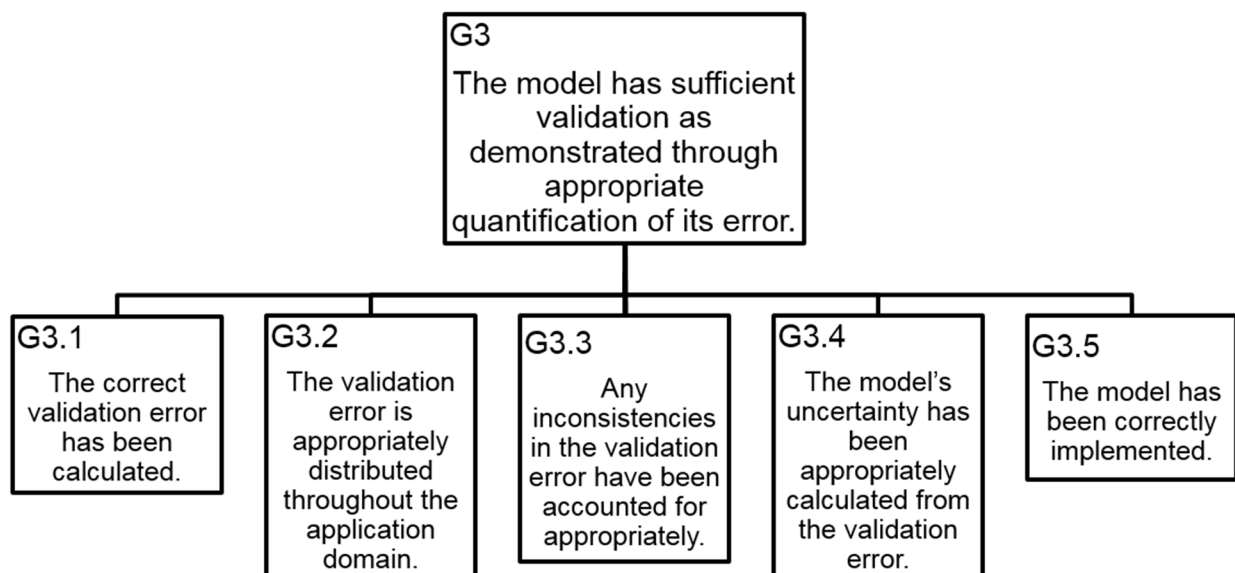 G3
The model has sufficient
validation as
demonstrated through
appropriate
quantification of its error.
G3.1
The correct
validation error
has been
calculated.
G3.2
The validation
error is
appropriately
distributed
throughout the
application
domain.
G3.3
Any
inconsistencies
in the validation
error have been
accounted for
appropriately.
G3.4
The model’s
uncertainty has
been
appropriately
calculated from
the validation
error.
G3.5
The model has
been correctly
implemented.